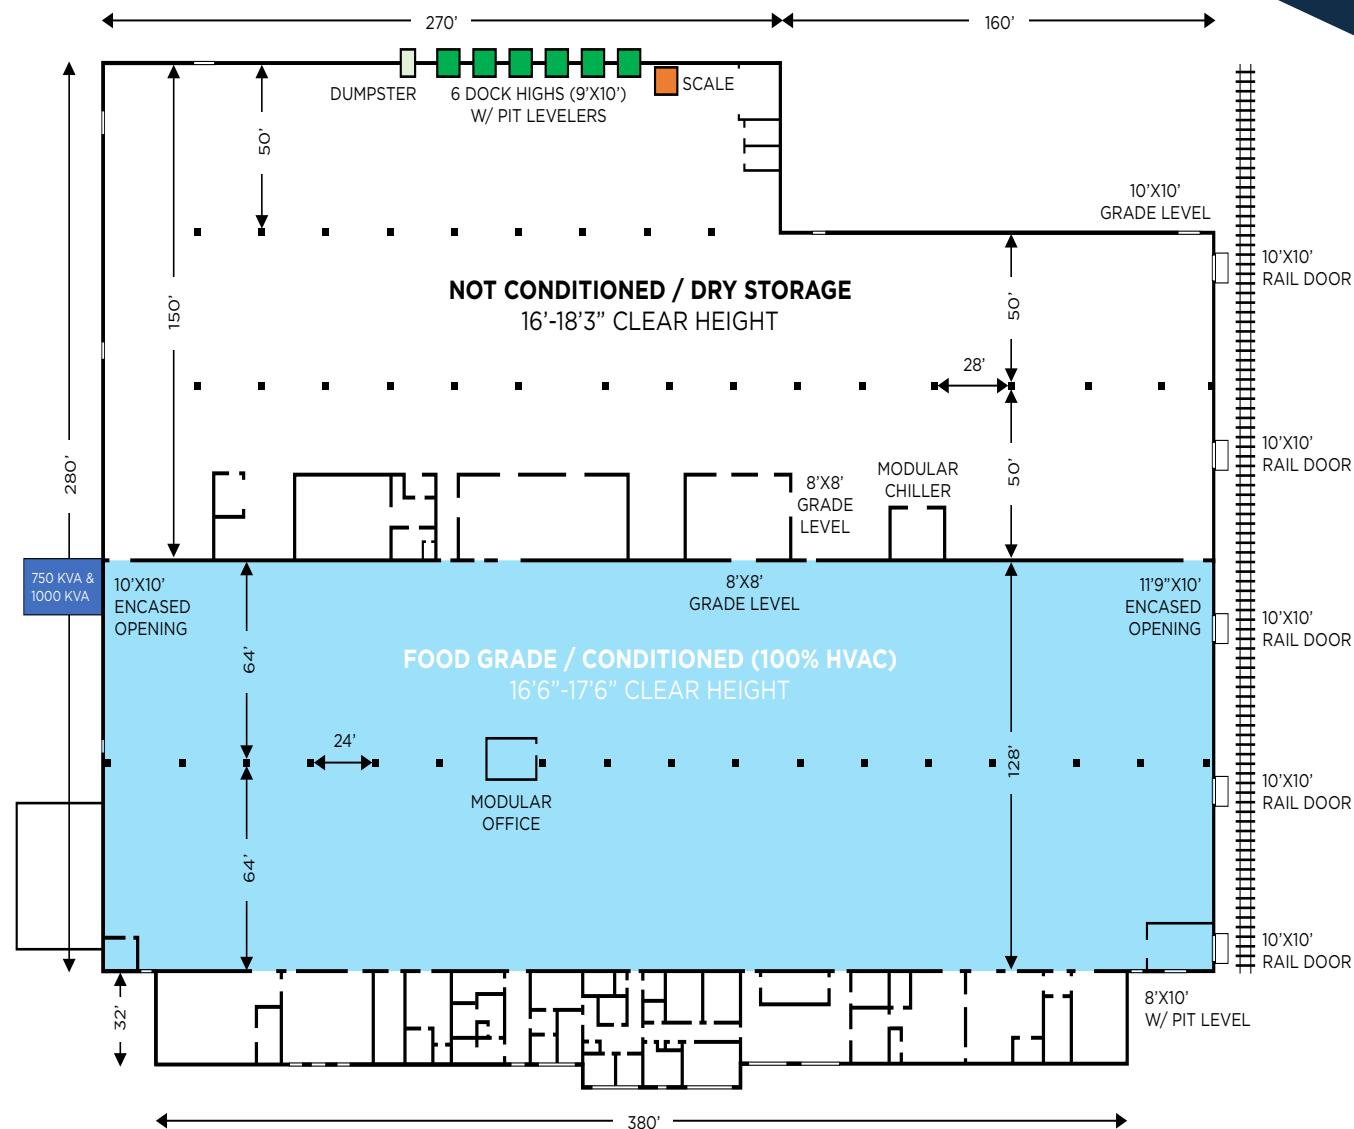 270'
160'
DUMPSTER
6 DOCK HIGHS (9'X10')
W/ PIT LEVELERS
SCALE
50'
10'X10'
GRADE LEVEL
10'X10'
RAIL DOOR
NOT CONDITIONED / DRY STORAGE
16'-18'3" CLEAR HEIGHT
150'
50'
28'
280'
10'X10'
RAIL DOOR
8'X8'
GRADE
LEVEL
MODULAR
CHILLER
50'
750 KVA &
1000 KVA
10'X10'
ENCASED
OPENING
8'X8'
GRADE LEVEL
11'9"X10'
ENCASED
OPENING
10'X10'
RAIL DOOR
64'
FOOD GRADE / CONDITIONED (100% HVAC)
16'6"-17'6" CLEAR HEIGHT
24'
128'
MODULAR
OFFICE
10'X10'
RAIL DOOR
64'
10'X10'
RAIL DOOR
32'
8'X10'
W/ PIT LEVEL
380'